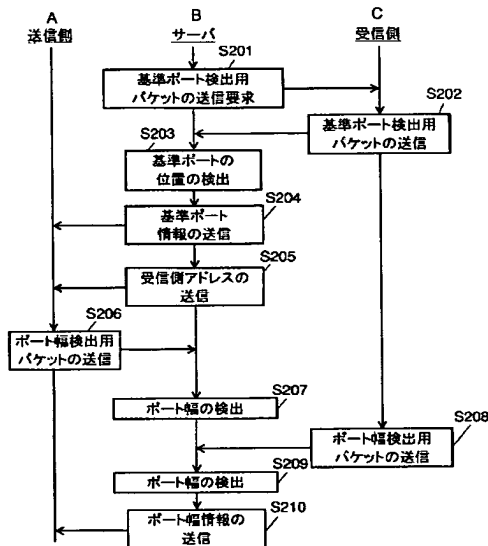 A
送信側
B
サーバ
C
受信側
S201
基準ポート検出用
パケットの送信要求
S202
基準ポート検出用
パケットの送信
S203
基準ポートの
位置の検出
S204
基準ポート
情報の送信
S205
受信側アドレスの
送信
S206
ポート幅検出用
パケットの送信
S207
ポート幅の検出
S208
ポート幅検出用
パケットの送信
S209
ポート幅の検出
S210
ポート幅情報の
送信